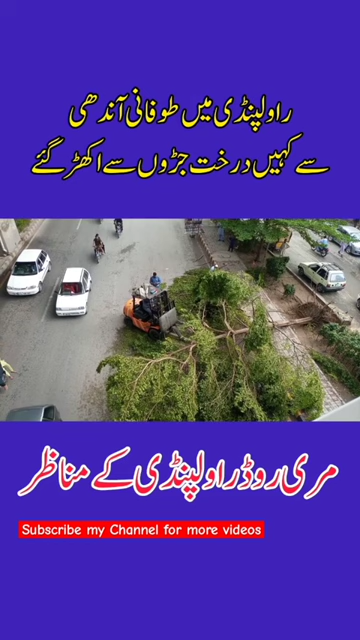 راولپنڈی میں طوفانی آندھی
سے کہیں درخت جڑوں سے اکھڑ گئے
مری روڈ راولپنڈی کے مناظر
Subscribe my Channel for more videos